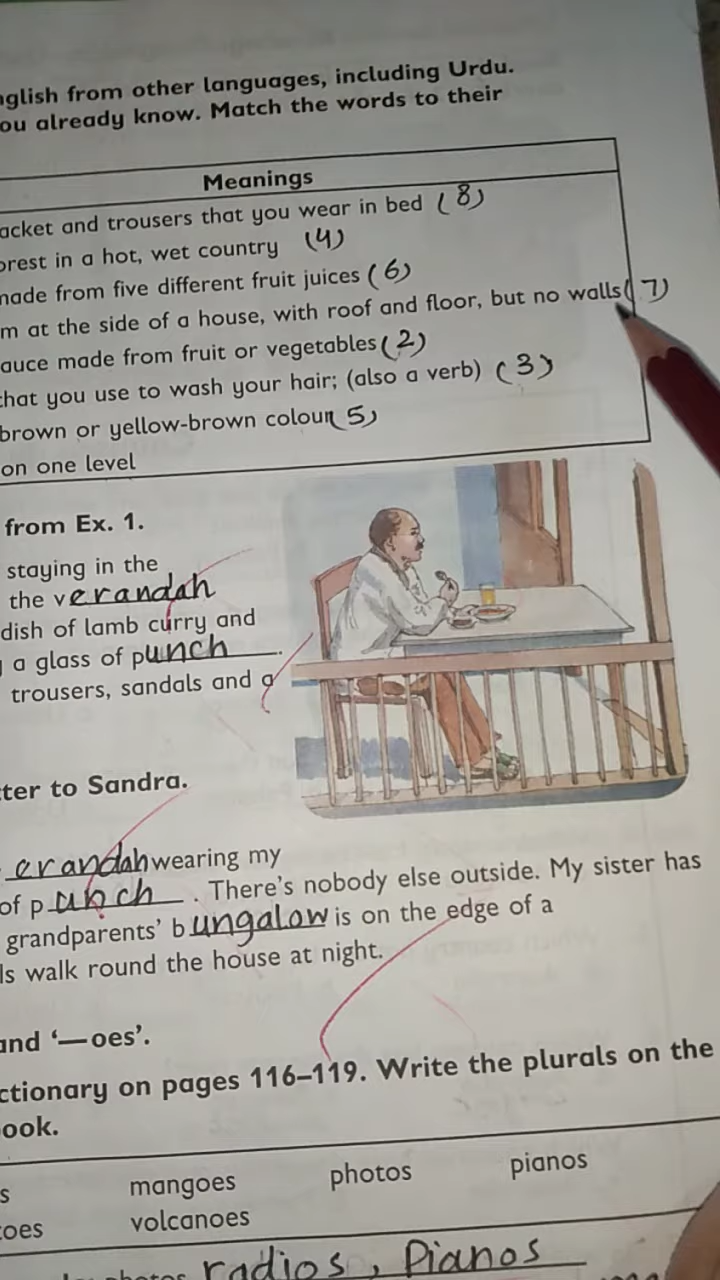 nglish from other languages, including Urdu.
ou already know. Match the words to their
Meanings
acket and trousers that you wear in bed (8)
orest in a hot, wet country (4)
made from five different fruit juices (6)
m at the side of a house, with roof and floor, but no walls (7)
auce made from fruit or vegetables (2)
that you use to wash your hair; (also a verb) (3)
brown or yellow-brown colour (5)
on one level
from Ex. 1.
staying in the
the verandah
dish of lamb curry and
a glass of punch.
trousers, sandals and a
ter to Sandra.
erandah wearing my
of punch. There's nobody else outside. My sister has
grandparents' bungalow is on the edge of a
ls walk round the house at night.
and '—oes'.
ctionary on pages 116–119. Write the plurals on the
ook.
s mangoes photos pianos
toes volcanoes
photos radios, Pianos